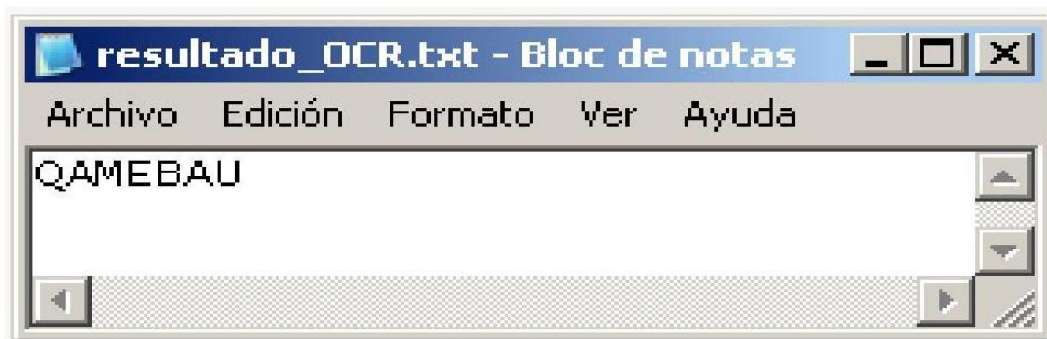 resultado_OCR.txt - Bloc de notas
Archivo Edición Formato Ver Ayuda
QAMEBAU